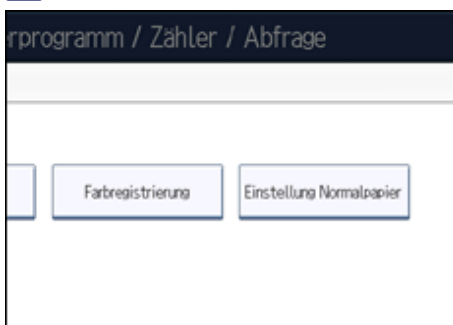 rprogramm / Zähler / Abfrage
Farbregistrierung
Einstellung Normalpapier